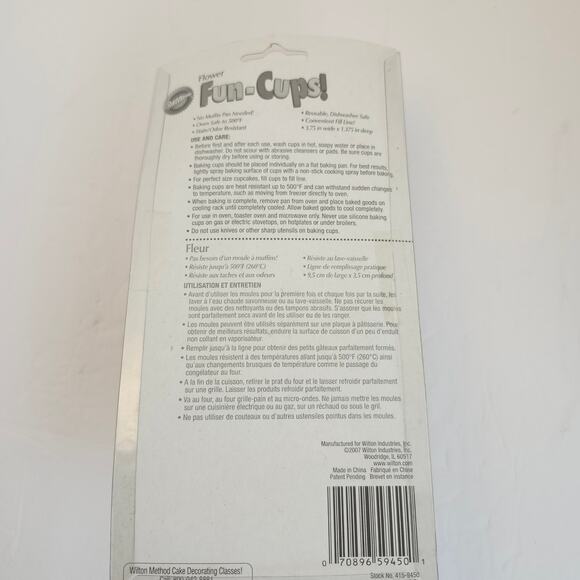 Wilton
Flower
Fun-Cups!
• No Muffin Pan Needed!
• Oven Safe to 500°F
• Stain/Odor Resistant
• Reusable, Dishwasher Safe
• Convenient Fill Line!
• 3.75 in wide x 1.375 in deep
USE AND CARE:
• Before first and after each use, wash cups in hot, soapy water or place in
dishwasher. Do not scour with abrasive cleansers or pads. Be sure cups are
thoroughly dry before using or storing.
• Baking cups should be placed individually on a flat baking pan. For best results,
lightly spray baking surface of cups with a non-stick cooking spray before baking.
• For perfect size cupcakes, fill cups to fill line.
• Baking cups are heat resistant up to 500°F and can withstand sudden changes
to temperature, such as moving from freezer directly to oven.
• When baking is complete, remove pan from oven and place baked goods on
cooling rack until completely cooled. Allow baked goods to cool completely.
• For use in oven, toaster oven and microwave only. Never use silicone baking
cups on gas or electric stovetops, on hotplates or under broilers.
• Do not use knives or other sharp utensils on baking cups.
Fleur
• Pas besoin d'un moule à muffins!
• Résiste jusqu'à 500°F (260°C)
• Résiste aux taches et aux odeurs
• Résiste au lave-vaisselle
• Ligne de remplissage pratique
• 9,5 cm de large x 3,5 cm profond
UTILISATION ET ENTRETIEN
• Avant d'utiliser les moules pour la première fois et chaque fois par la suite, les
laver à l'eau chaude savonneuse ou au lave-vaisselle. Ne pas récurer les
moules avec des nettoyants ou des tampons abrasifs. S'assorer que les moules
sont parfaitement secs avant de les utiliser ou de les ranger.
• Les moules peuvent être utilisés séparément sur une plaque à pâtisserie. Pour
obtenir de meilleurs résultats, enduire la surface de cuisson d'un peu d'enduit
non collant en vaporisateur.
• Remplir jusqu'à la ligne pour obtenir des petits gâteaux parfaitement formés.
• Les moules résistent à des températures allant jusqu'à 500°F (260°C) ainsi
qu'aux changements brusques de température comme le passage du
congélateur au four.
• A la fin de la cuisson, retirer le prat du four et le laisser refroidir parfaitement
sur une grille. Laisser les produits refroidir parfaitement.
• Va au four, au four grille-pain et au micro-ondes. Ne jamais mettre les moules
sur une cuisinière électrique ou au gaz, sur un réchaud ou sous le gril.
• Ne pas utiliser de couteau ou d'autres ustensiles pointus dans les moules.
Manufactured for Wilton Industries, Inc.
©2007 Wilton Industries, Inc.
Woodridge, IL 60517
www.wilton.com
Made in China Fabriqué en Chine
Patent Pending Brevet en instance
0 70896 59450 1
Wilton Method Cake Decorating Classes!
Stock No. 415-9450